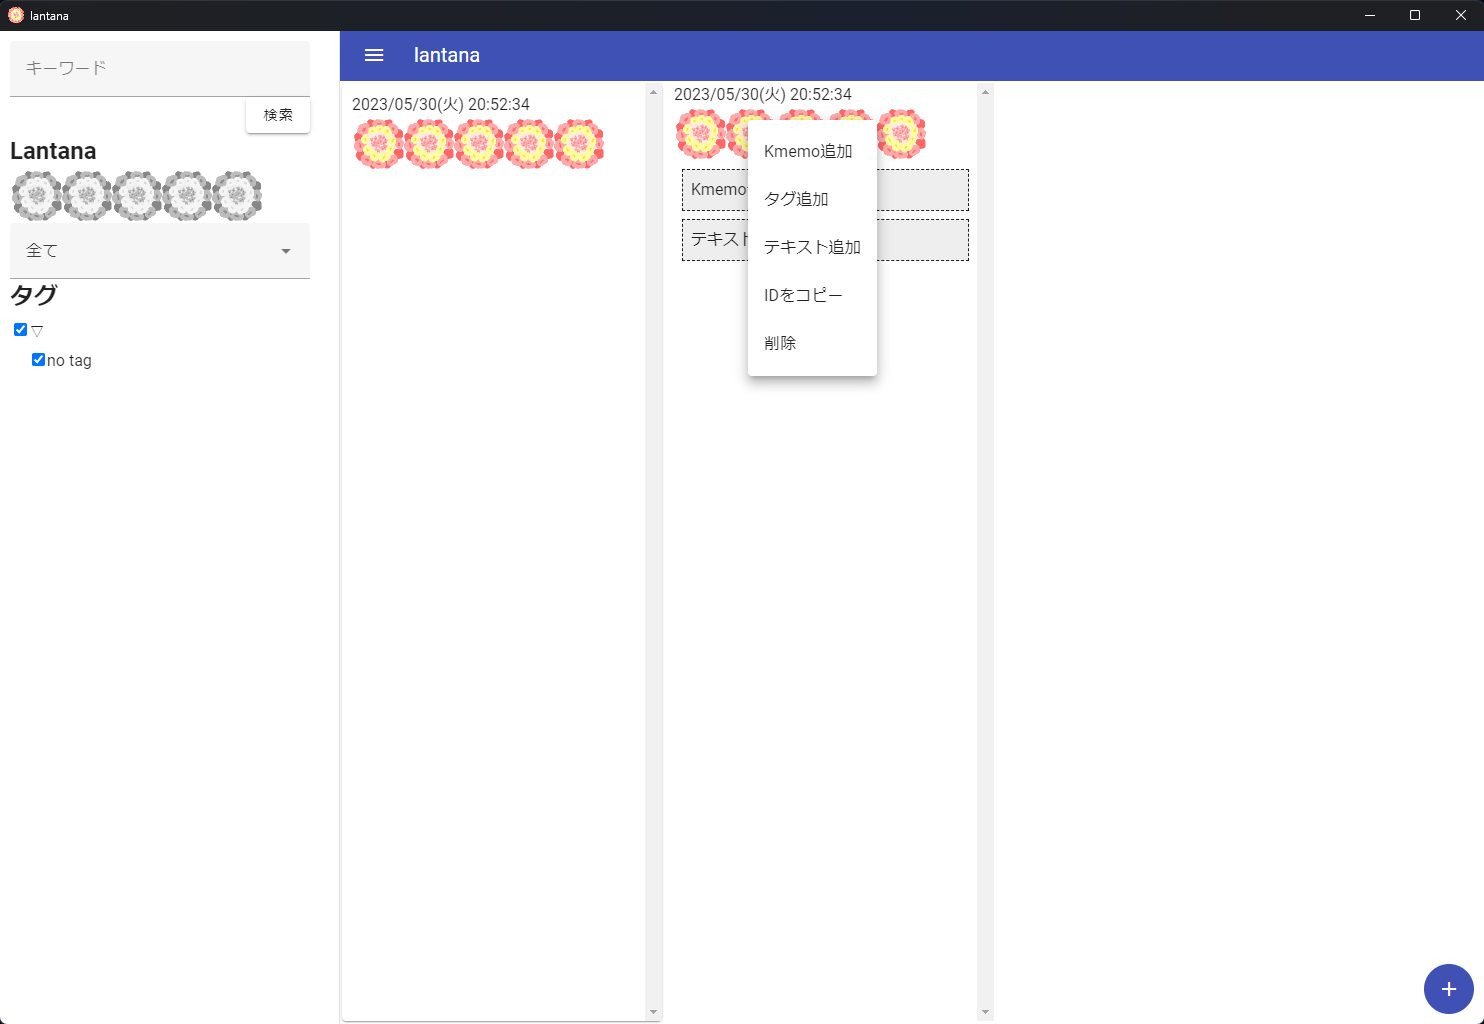 lantana
キーワード
検索
Lantana
全て
タグ
▽
no tag
lantana
2023/05/30(火) 20:52:34
2023/05/30(火) 20:52:34
Kmemo
テキスト
Kmemo追加
タグ追加
テキスト追加
IDをコピー
削除